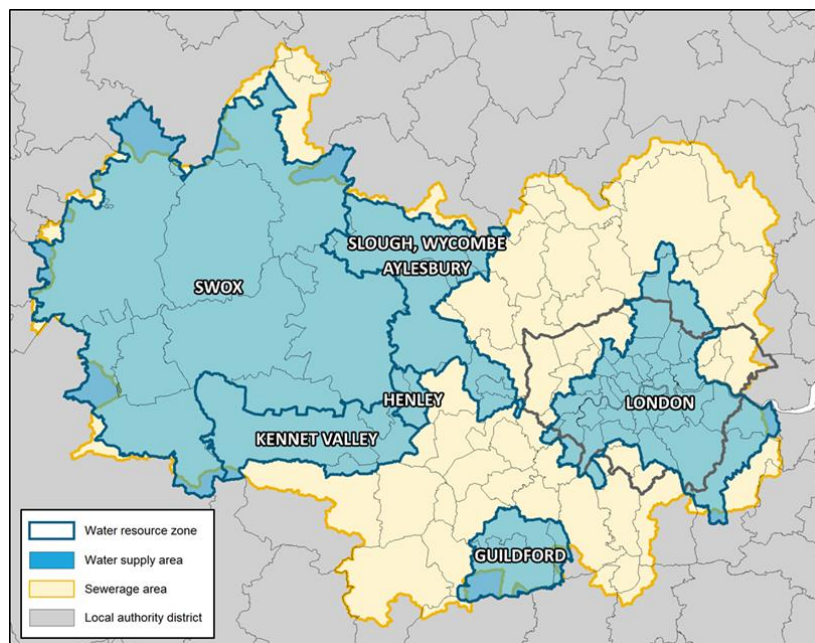 SLOUGH, WYCOMBE
AYLESBURY
SWOX
HENLEY
LONDON
KENNET VALLEY
GUILDFORD
Water resource zone
Water supply area
Sewerage area
Local authority district